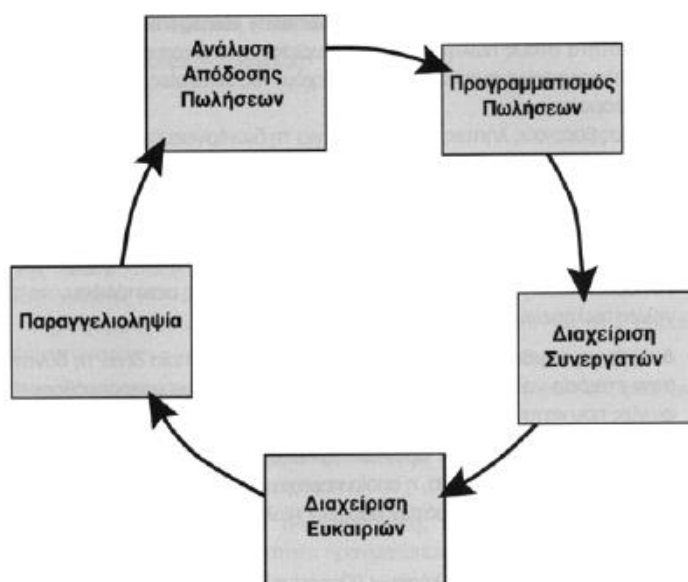 Ανάλυση
Απόδοσης
Πωλήσεων
Προγραμματισμός
Πωλήσεων
Διαχείριση
Συνεργατών
Διαχείριση
Ευκαιριών
Παραγγελιοληψία